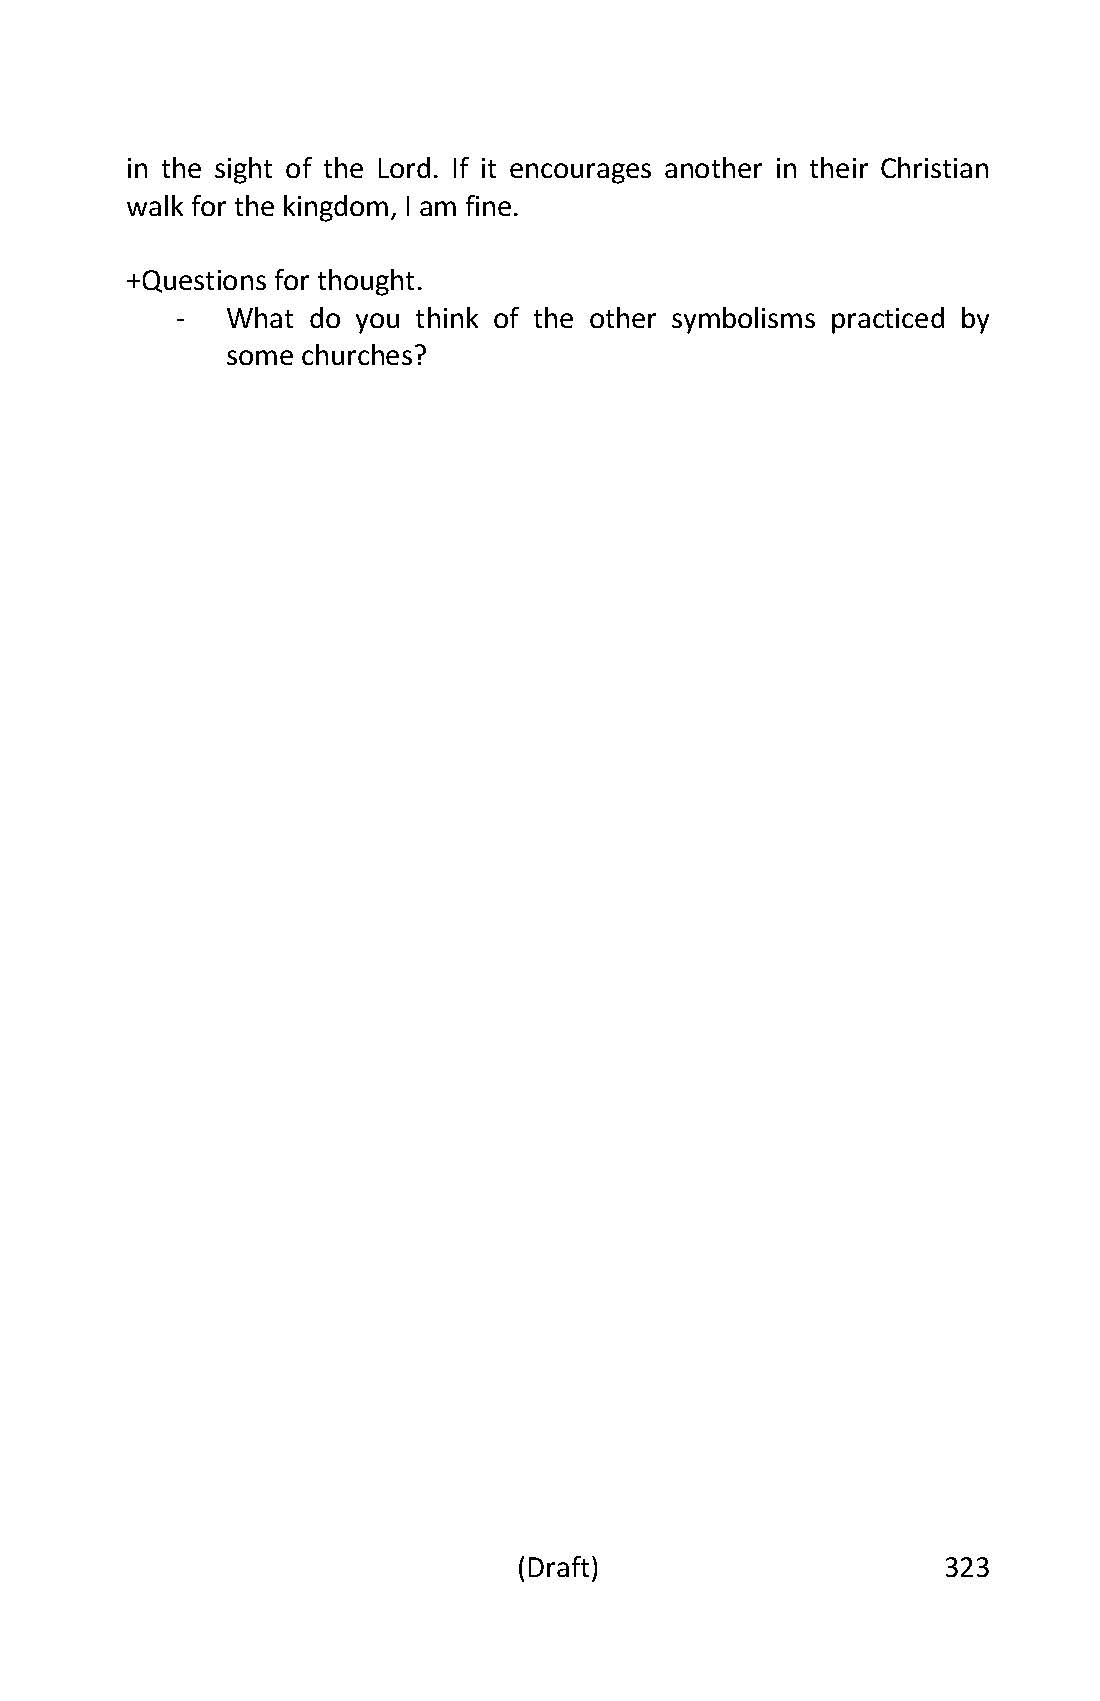 in the sight of the Lord. If it encourages another in their Christian
walk for the kingdom, I am fine.
+Questions for thought.
- What do you think of the other symbolisms practiced by
some churches?
(Draft) 323